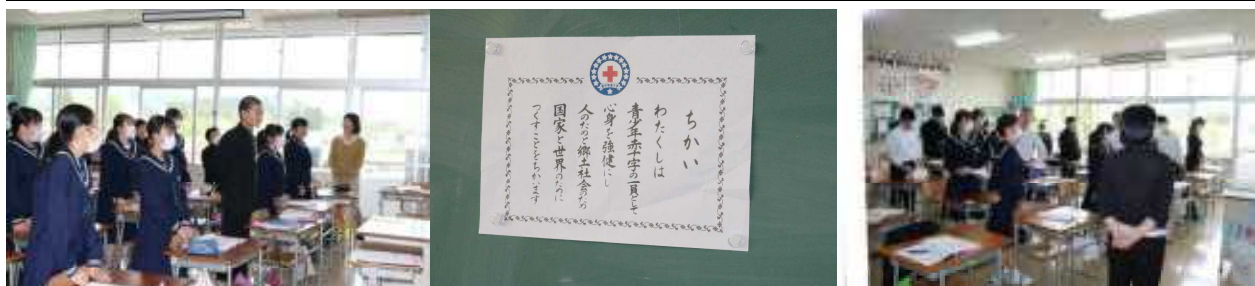 ちかい
わたくしは
青少年赤十字の一員として
心身を強健にし
人のためと郷土社会のため
国家と世界のために
つくすことをちかいます